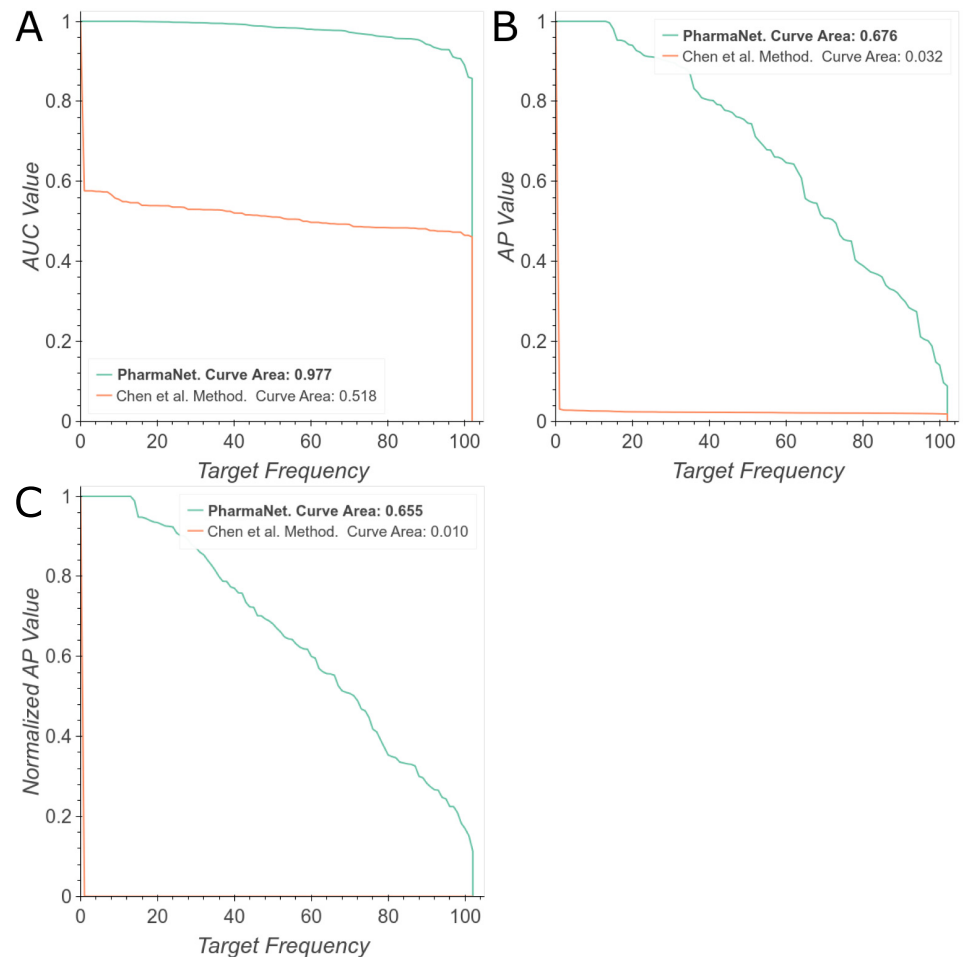 A
AUC Value
1
0.8
0.6
0.4
0.2
0
PharmaNet. Curve Area: 0.977
Chen et al. Method. Curve Area: 0.518
0 20 40 60 80 100
Target Frequency
B
AP Value
1
0.8
0.6
0.4
0.2
0
PharmaNet. Curve Area: 0.676
Chen et al. Method. Curve Area: 0.032
0 20 40 60 80 100
Target Frequency
C
Normalized AP Value
1
0.8
0.6
0.4
0.2
0
PharmaNet. Curve Area: 0.655
Chen et al. Method. Curve Area: 0.010
0 20 40 60 80 100
Target Frequency